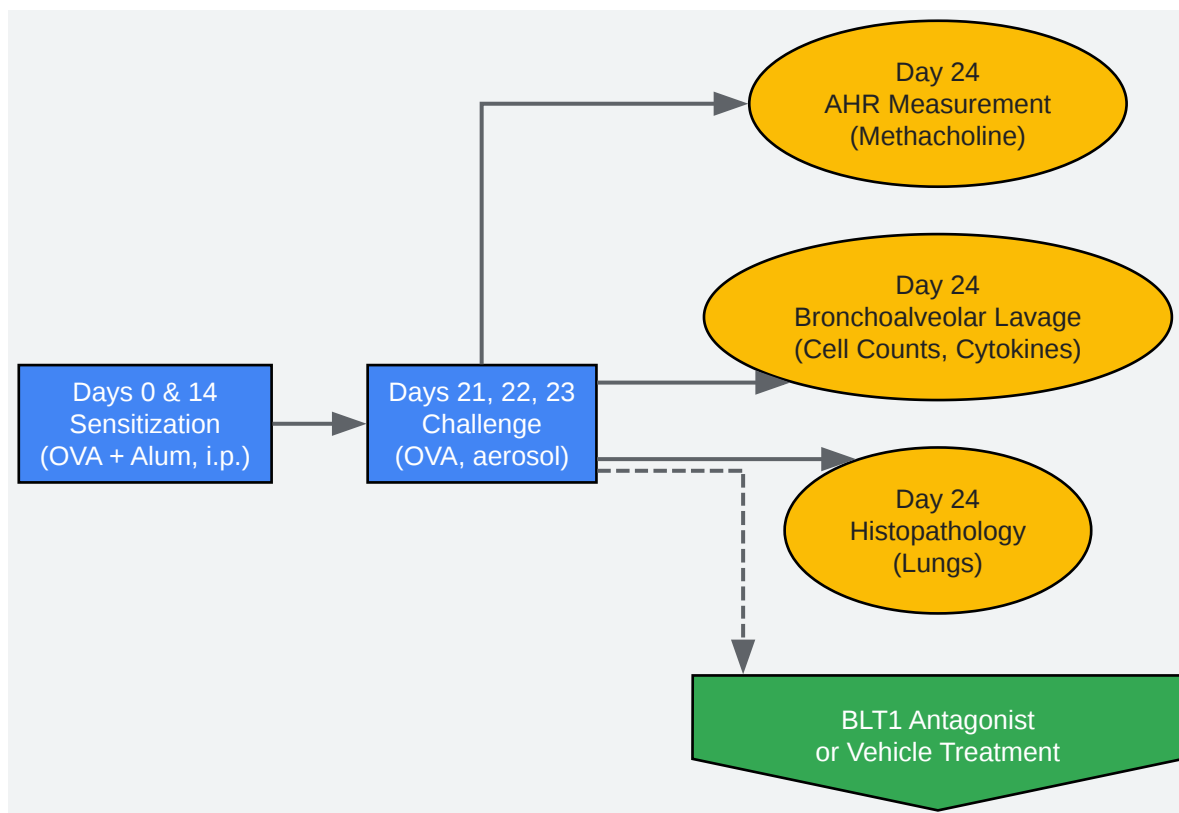 Days 0 & 14
Sensitization
(OVA + Alum, i.p.)
Days 21, 22, 23
Challenge
(OVA, aerosol)
Day 24
AHR Measurement
(Methacholine)
Day 24
Bronchoalveolar Lavage
(Cell Counts, Cytokines)
Day 24
Histopathology
(Lungs)
BLT1 Antagonist
or Vehicle Treatment